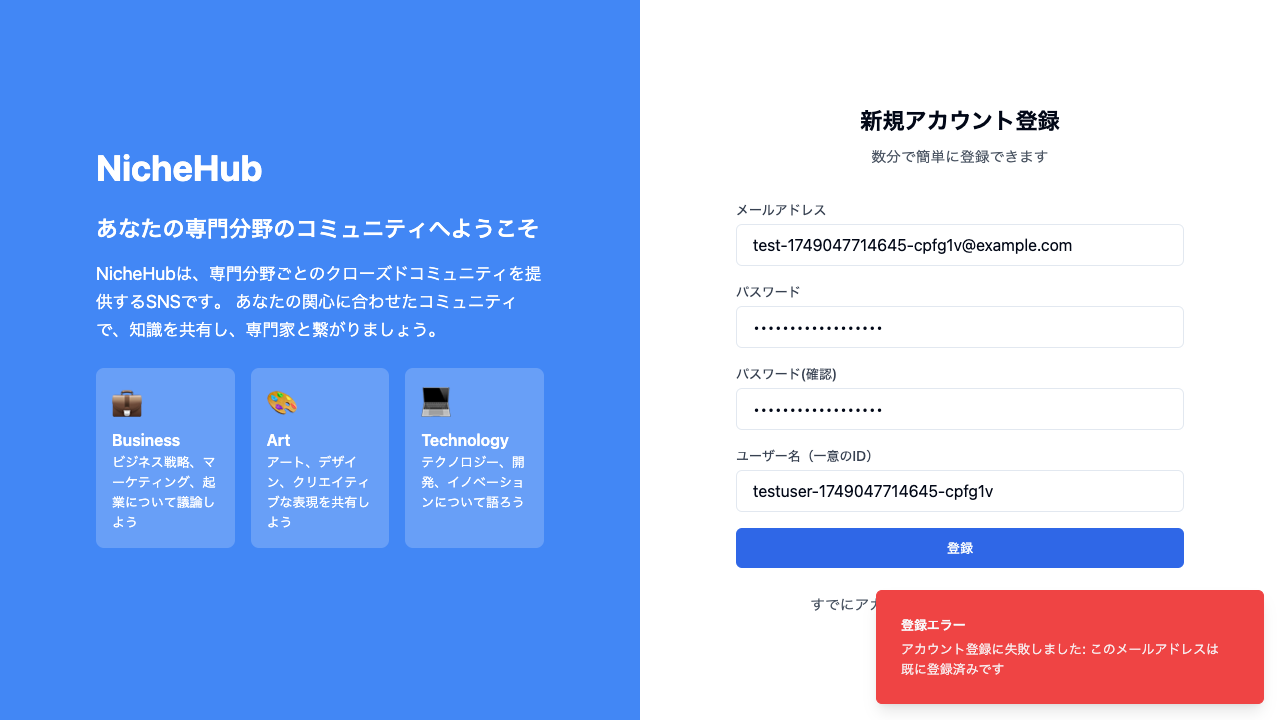 NicheHub
あなたの専門分野のコミュニティへようこそ
NicheHubは、専門分野ごとのクローズドコミュニティを提
供するSNSです。 あなたの関心に合わせたコミュニティ
で、知識を共有し、専門家と繋がりましょう。
Business
ビジネス戦略、マ
ーケティング、起
業について議論し
よう
Art
アート、デザイ
ン、クリエイティ
ブな表現を共有し
よう
Technology
テクノロジー、開
発、イノベーショ
ンについて語ろう
新規アカウント登録
数分で簡単に登録できます
メールアドレス
test-1749047714645-cpfg1v@example.com
パスワード
••••••••••••••••••
パスワード(確認)
••••••••••••••••••
ユーザー名（一意のID）
testuser-1749047714645-cpfg1v
登録
すでにア
登録エラー
アカウント登録に失敗しました: このメールアドレスは
既に登録済みです